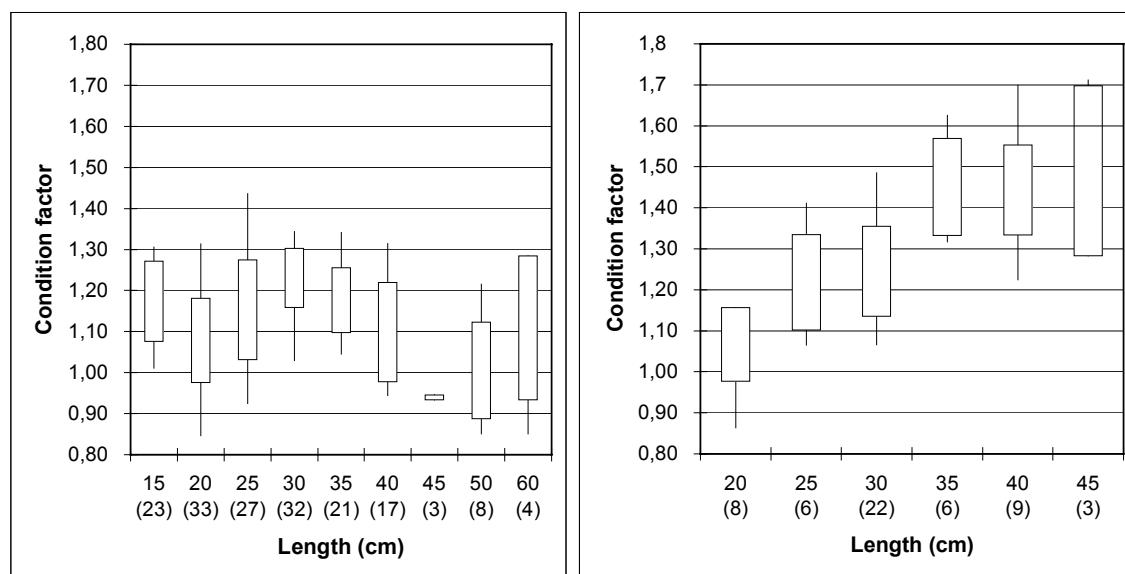 1,80
1,70
1,60
1,50
1,40
1,30
1,20
1,10
1,00
0,90
0,80
Condition factor
15 20 25 30 35 40 45 50 60
(23) (33) (27) (32) (21) (17) (3) (8) (4)
Length (cm)
1,8
1,7
1,60
1,50
1,40
1,30
1,20
1,10
1,00
0,90
0,80
Condition factor
20 25 30 35 40 45
(8) (6) (22) (6) (9) (3)
Length (cm)